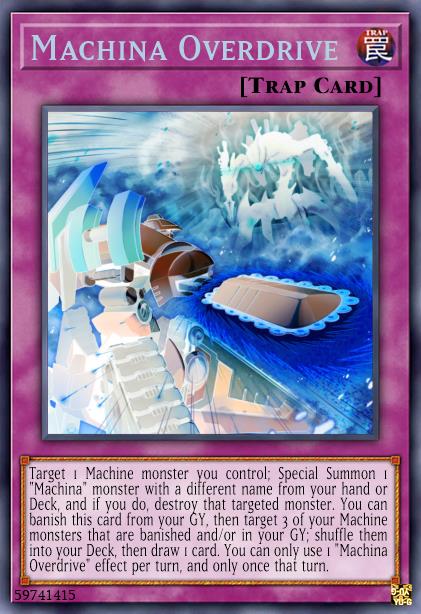 Machina Overdrive
TRAP
罠
[Trap Card]
Target 1 Machine monster you control; Special Summon 1
"Machina" monster with a different name from your hand or
Deck, and if you do, destroy that targeted monster. You can
banish this card from your GY, then target 3 of your Machine
monsters that are banished and/or in your GY; shuffle them
into your Deck, then draw 1 card. You can only use 1 "Machina
Overdrive" effect per turn, and only once that turn.
59741415